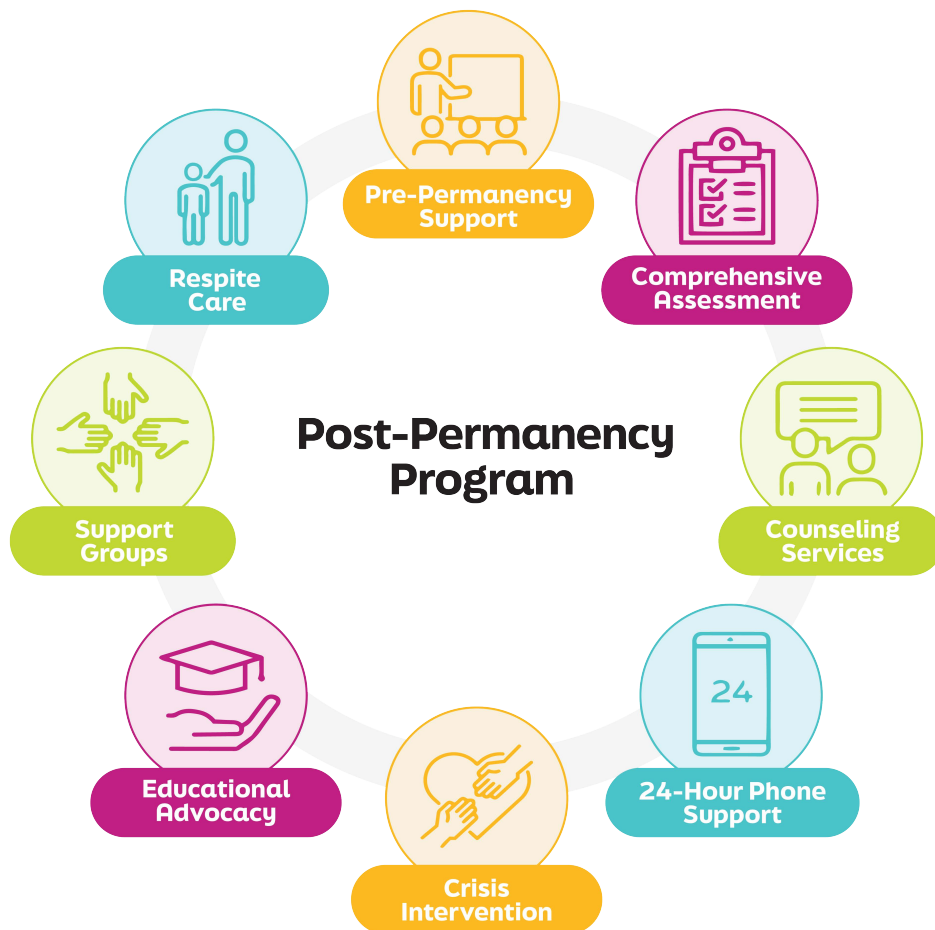 Pre-Permanency
Support
Comprehensive
Assessment
Counseling
Services
24
24-Hour Phone
Support
Crisis
Intervention
Educational
Advocacy
Support
Groups
Respite
Care
Post-Permanency
Program